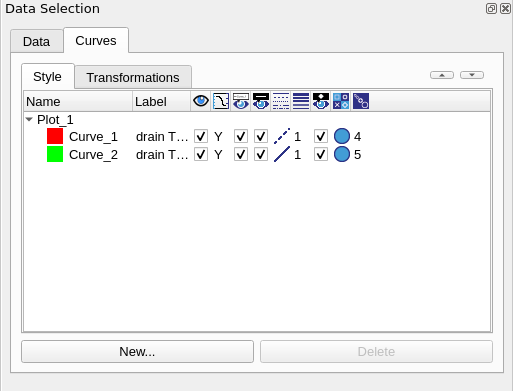 Data Selection
Data Curves
Style Transformations
Name Label
Plot_1
Curve_1 drain T... Y 1 4
Curve_2 drain T... Y 1 5
New... Delete